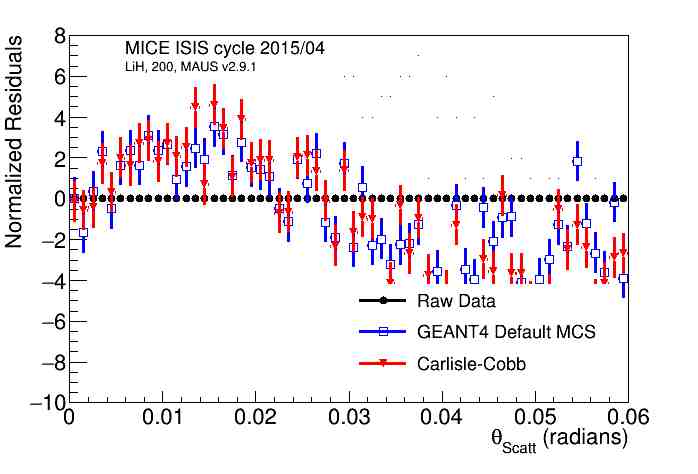 MICE ISIS cycle 2015/04
LiH, 200, MAUS v2.9.1
Normalized Residuals
8
6
4
2
0
−2
−4
−6
−8
−10
Raw Data
GEANT4 Default MCS
Carlisle-Cobb
0 0.01 0.02 0.03 0.04 0.05 0.06
θScatt (radians)